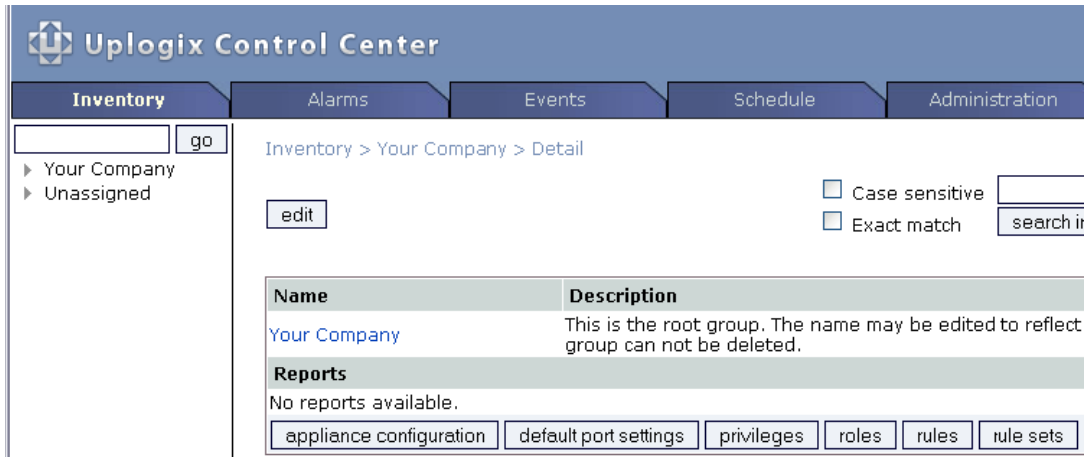 Uplogix Control Center
Inventory Alarms Events Schedule Administration
go
Your Company
Unassigned
Inventory > Your Company > Detail
edit
Case sensitive
Exact match
search
Name Description
Your Company
This is the root group. The name may be edited to reflect
group can not be deleted.
Reports
No reports available.
appliance configuration default port settings privileges roles rules rule sets